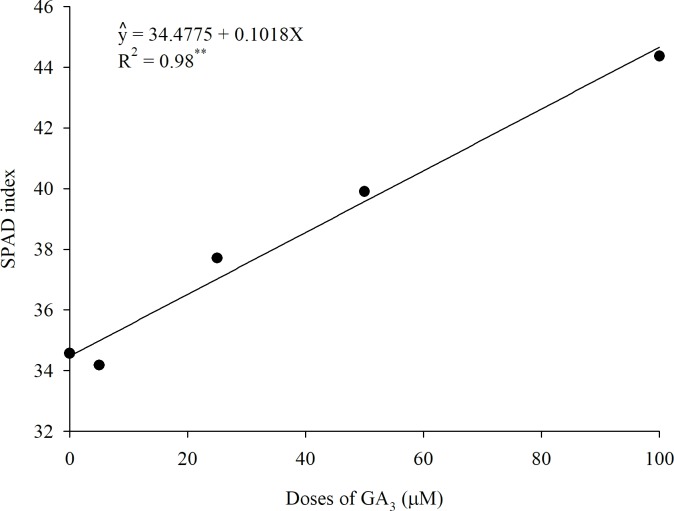 46
ŷ = 34.4775 + 0.1018X
R² = 0.98**
44
42
40
38
36
34
32
SPAD index
0 20 40 60 80 100
Doses of GA₃ (μM)